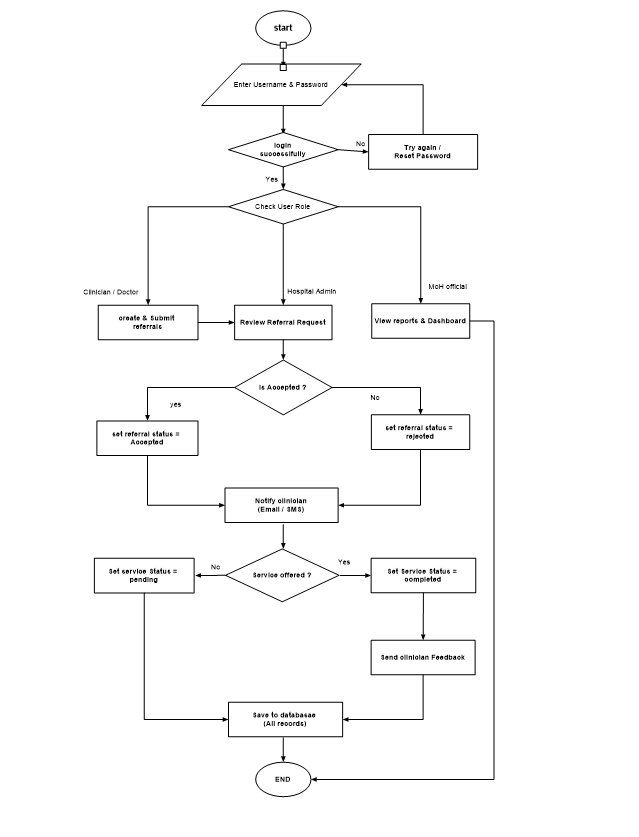 start
Enter Username & Password
login
successfully
No
Try again /
Reset Password
Yes
Check User Role
Clinician / Doctor
Hospital Admin
MoH official
create & Submit
referrals
Review Referral Request
View reports & Dashboard
Is Accepted ?
yes
No
set referral status =
Accepted
set referral status =
rejected
Notify clinician
(Email / SMS)
Service offered ?
No
Yes
Set service Status =
pending
Set Service Status =
completed
Send clinician Feedback
Save to databasae
(All records)
END